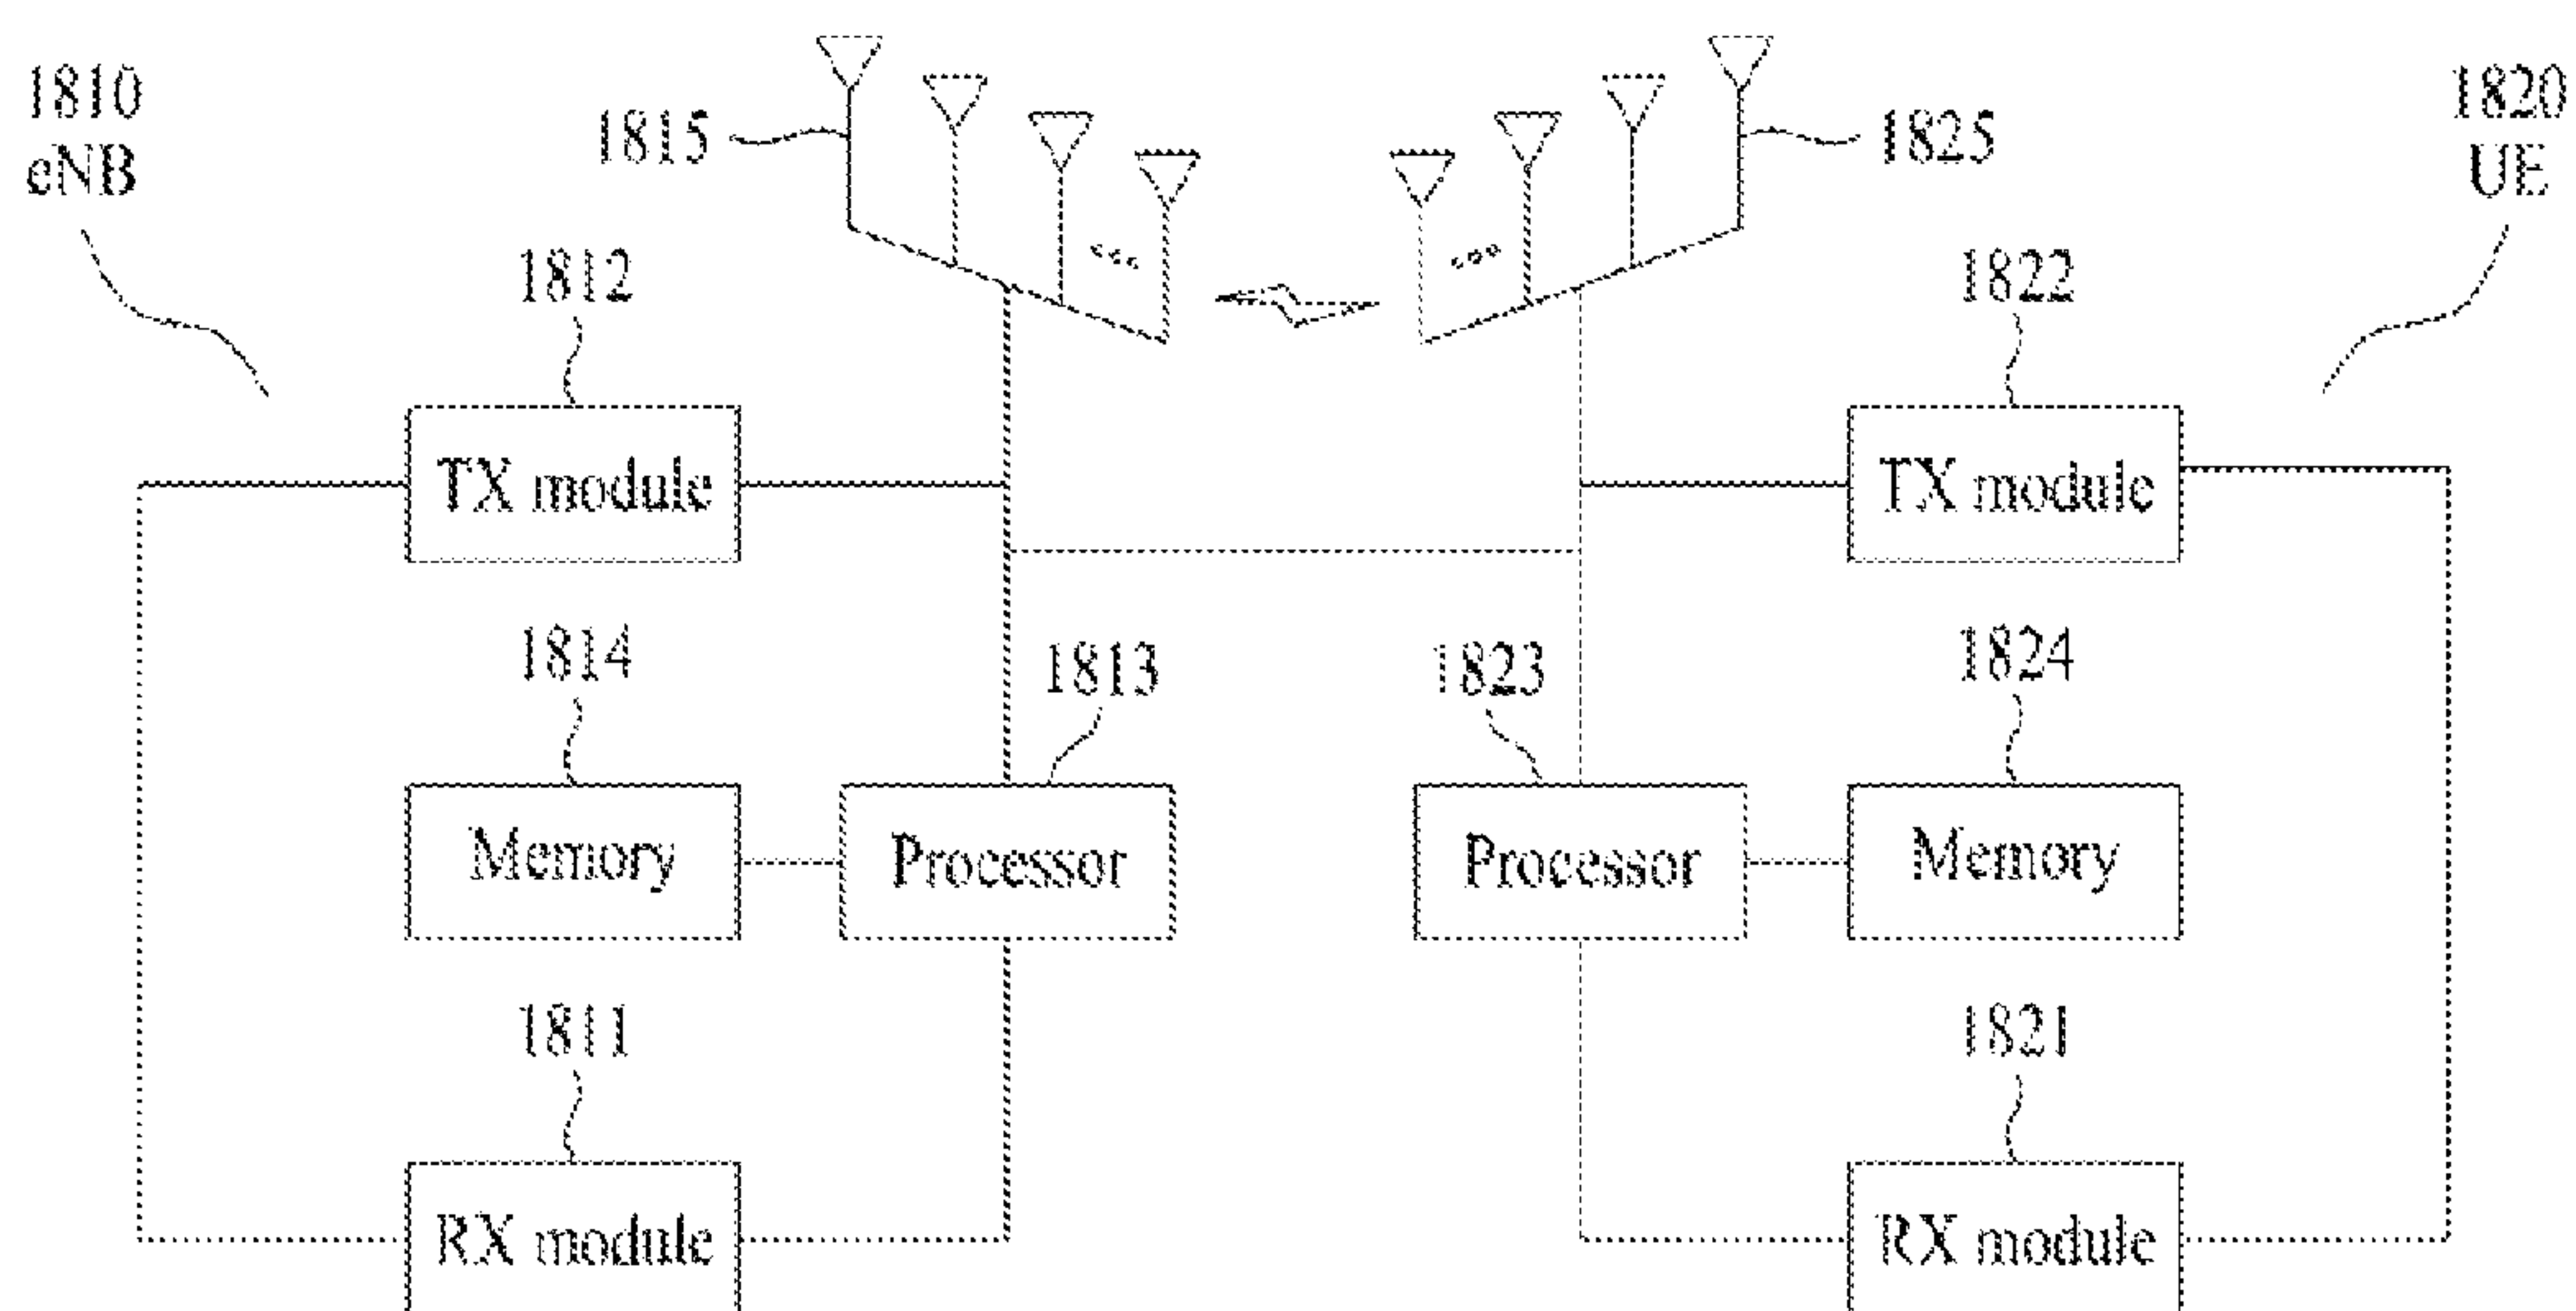 1810
eNB
1815
1825
1820
UE
1812
1822
TX module
TX module
1814
1813
1823
1824
Memory
Processor
Processor
Memory
1811
1821
RX module
RX module